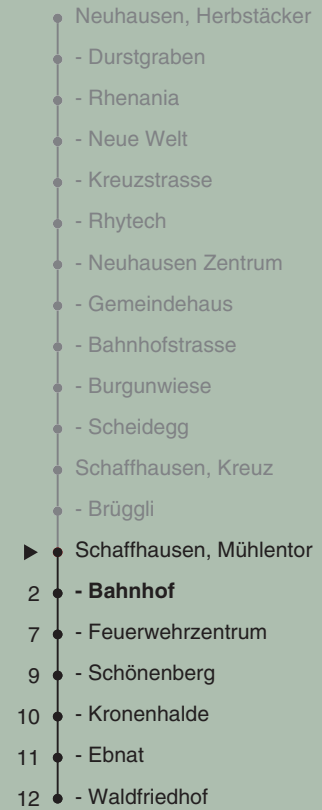 Neuhausen, Herbstäcker
- Durstgraben
- Rhenania
- Neue Welt
- Kreuzstrasse
- Rhytech
- Neuhausen Zentrum
- Gemeindehaus
- Bahnhofstrasse
- Burgunwiese
- Scheidegg
Schaffhausen, Kreuz
- Brüggli
Schaffhausen, Mühlentor
2 - Bahnhof
7 - Feuerwehrzentrum
9 - Schönenberg
10 - Kronenhalde
11 - Ebnat
12 - Waldfriedhof